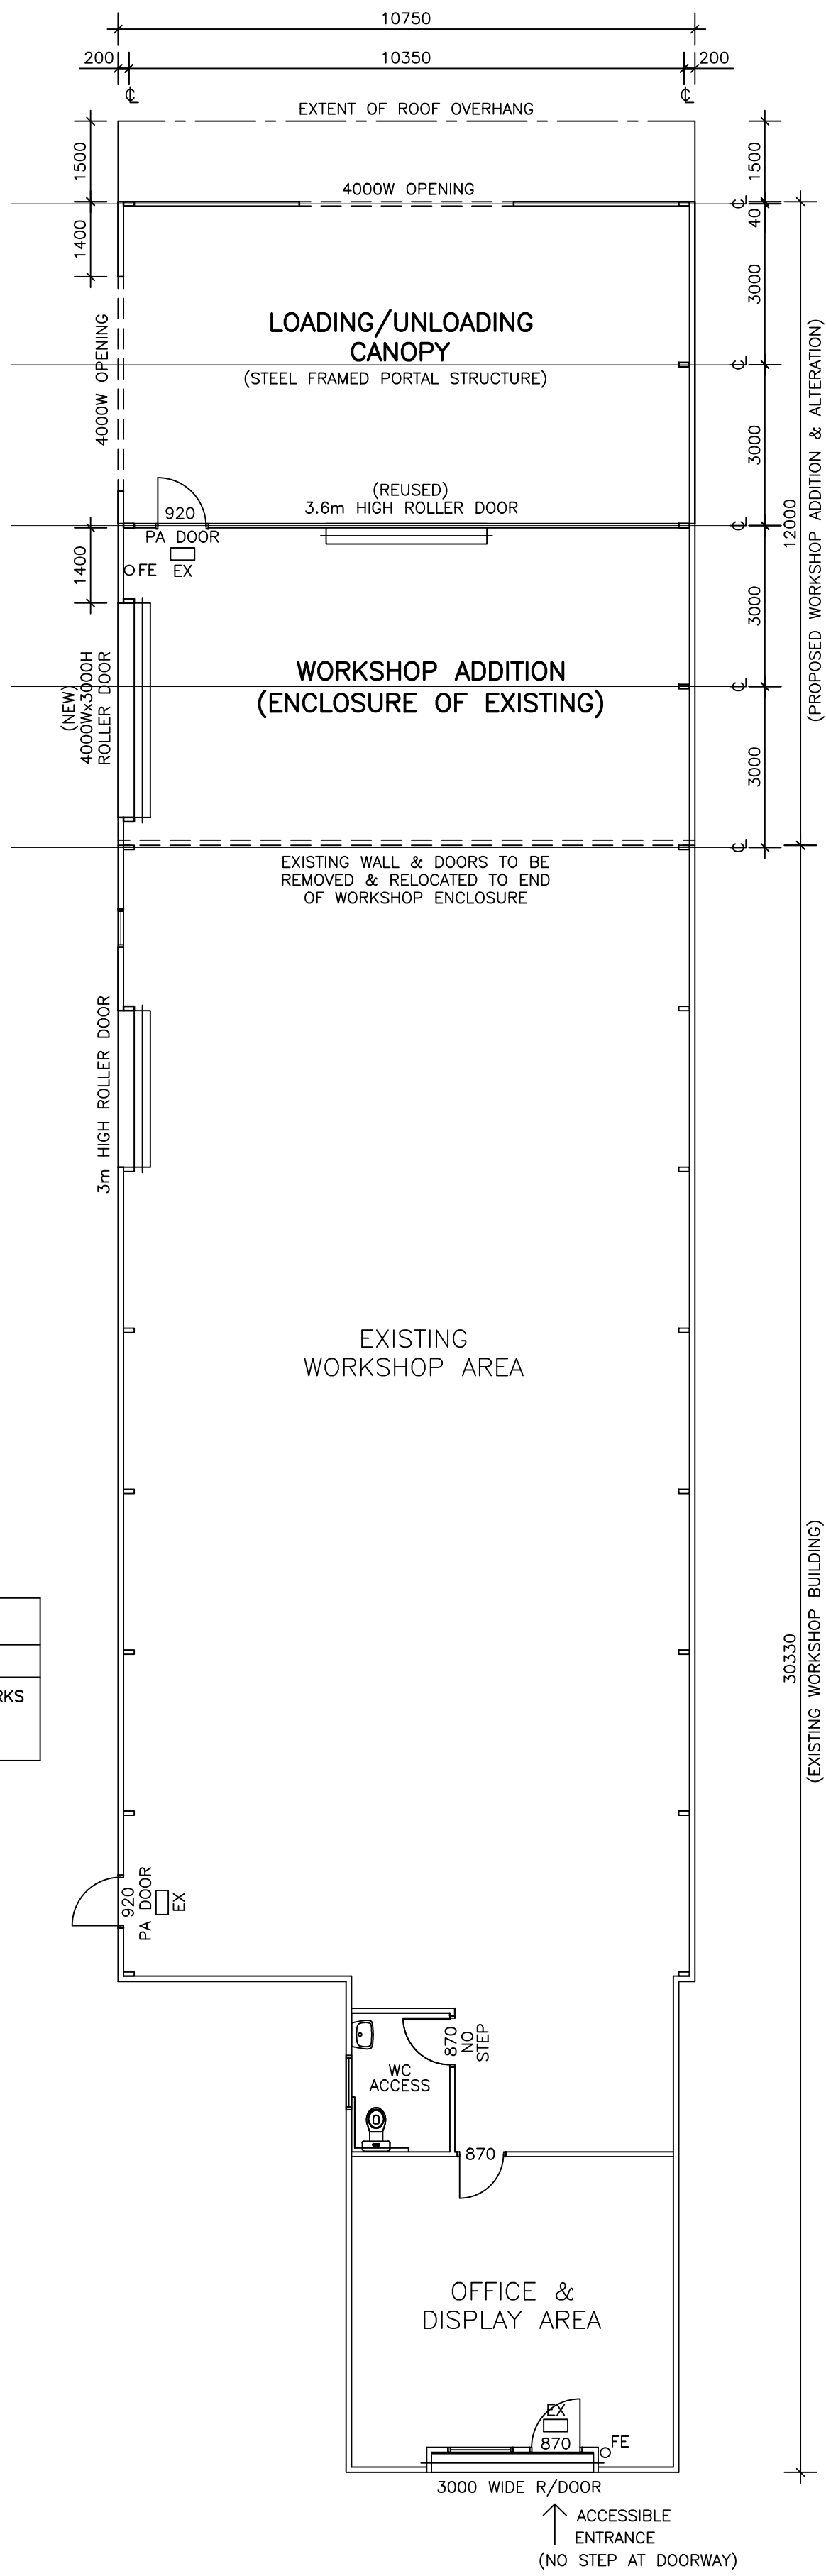 10750
200
10350
200
℄
℄
EXTENT OF ROOF OVERHANG
1500
1500
4000W OPENING
1400
℄
40
3000
4000W OPENING
LOADING/UNLOADING
CANOPY
(STEEL FRAMED PORTAL STRUCTURE)
℄
3000
12000
(PROPOSED WORKSHOP ADDITION & ALTERATION)
(REUSED)
3.6m HIGH ROLLER DOOR
920
PA DOOR
FE
EX
1400
℄
3000
(NEW)
4000Wx3000H
ROLLER DOOR
WORKSHOP ADDITION
(ENCLOSURE OF EXISTING)
℄
3000
℄
EXISTING WALL & DOORS TO BE
REMOVED & RELOCATED TO END
OF WORKSHOP ENCLOSURE
3m HIGH ROLLER DOOR
EXISTING
WORKSHOP AREA
30330
(EXISTING WORKSHOP BUILDING)
RKS
920
PA DOOR
EX
870
NO
STEP
WC
ACCESS
870
OFFICE &
DISPLAY AREA
EX
870
FE
3000 WIDE R/DOOR
ACCESSIBLE
ENTRANCE
(NO STEP AT DOORWAY)